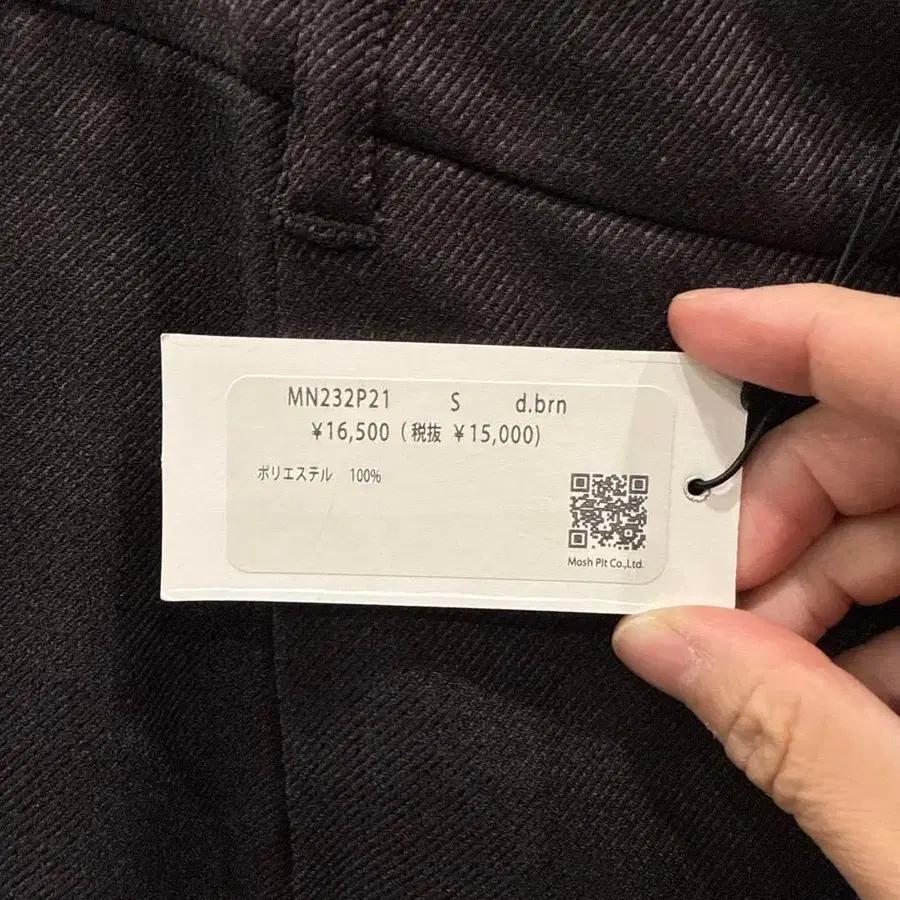 MN232P21 S d.brn
¥16,500 (税抜 ¥15,000)
ポリエステル 100%
Mosh Pit Co.,Ltd.